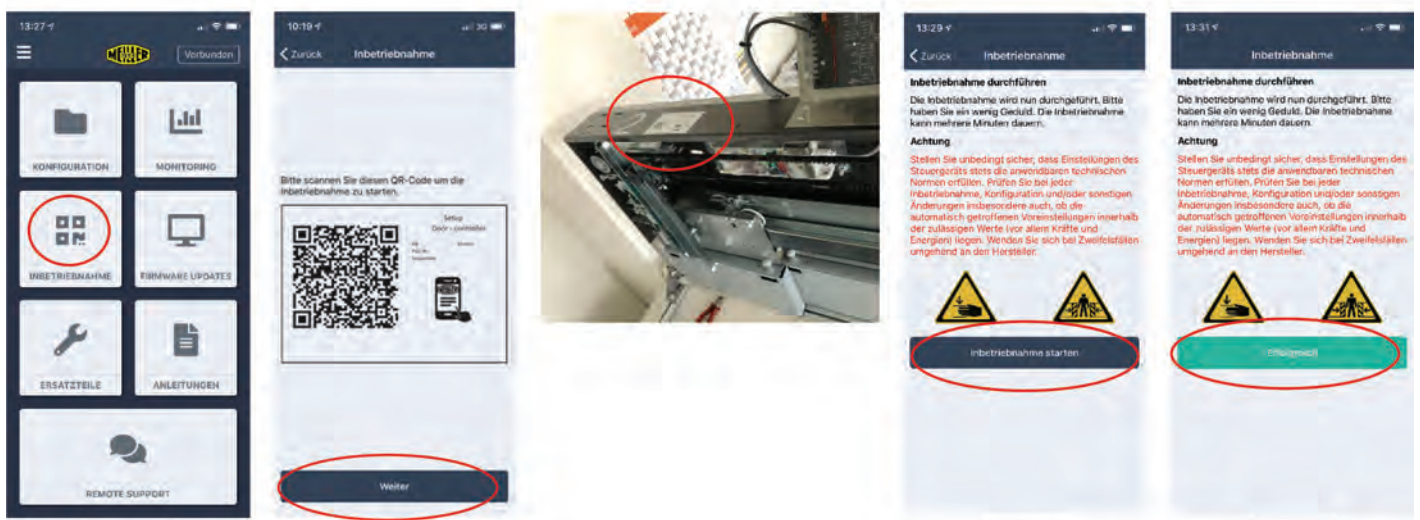 13:27
Verbunden
KONFIGURATION
MONITORING
INBETRIEBNAHME
FIRMWARE UPDATES
ERSATZTEILE
ANLEITUNGEN
REMOTE SUPPORT
10:19
3G
Zurück
Inbetriebnahme
Bitte scannen Sie diesen QR-Code um die
Inbetriebnahme zu starten.
Setup
Door - controller
Weiter
13:29
Zurück
Inbetriebnahme
Inbetriebnahme durchführen
Die Inbetriebnahme wird nun durchgeführt. Bitte
haben Sie ein wenig Geduld. Die Inbetriebnahme
kann mehrere Minuten dauern.
Achtung
Stellen Sie unbedingt sicher, dass Einstellungen des
Steuergeräts stets die anwendbaren technischen
Normen erfüllen. Prüfen Sie bei jeder
Inbetriebnahme, Konfiguration und/oder sonstigen
Änderungen insbesondere auch, ob die
automatisch getroffenen Voreinstellungen innerhalb
der zulässigen Werte (vor allem Kräfte und
Energien) liegen. Wenden Sie sich bei Zweifelsfällen
umgehend an den Hersteller.
Inbetriebnahme starten
13:31
Inbetriebnahme
Inbetriebnahme durchführen
Die Inbetriebnahme wird nun durchgeführt. Bitte
haben Sie ein wenig Geduld. Die Inbetriebnahme
kann mehrere Minuten dauern.
Achtung
Stellen Sie unbedingt sicher, dass Einstellungen des
Steuergeräts stets die anwendbaren technischen
Normen erfüllen. Prüfen Sie bei jeder
Inbetriebnahme, Konfiguration und/oder sonstigen
Änderungen insbesondere auch, ob die
automatisch getroffenen Voreinstellungen innerhalb
der zulässigen Werte (vor allem Kräfte und
Energien) liegen. Wenden Sie sich bei Zweifelsfällen
umgehend an den Hersteller.
Erfolgreich